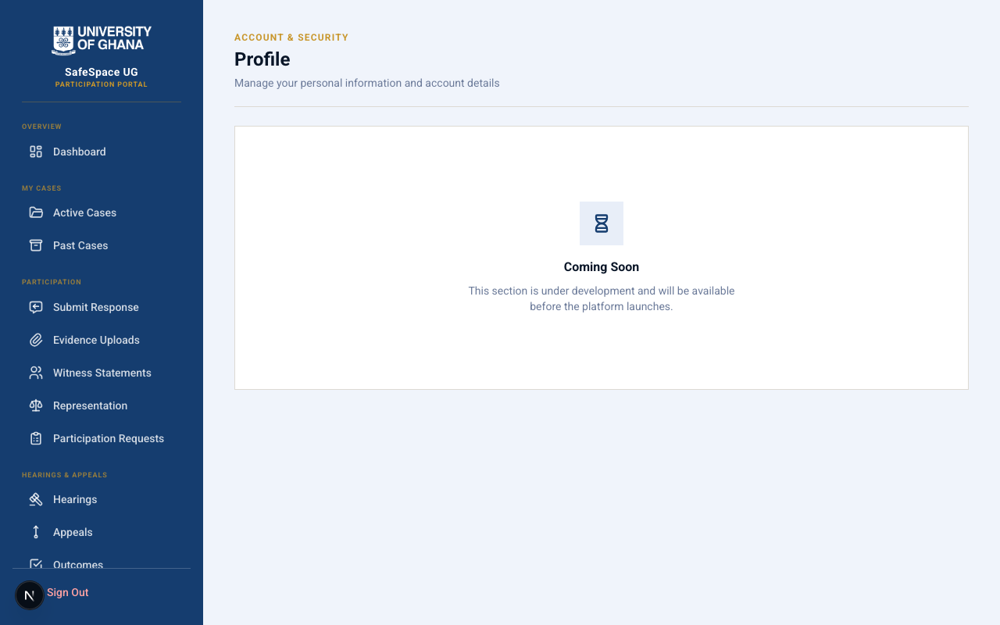 UNIVERSITY
OF GHANA
SafeSpace UG
PARTICIPATION PORTAL
OVERVIEW
Dashboard
MY CASES
Active Cases
Past Cases
PARTICIPATION
Submit Response
Evidence Uploads
Witness Statements
Representation
Participation Requests
HEARINGS & APPEALS
Hearings
Appeals
Outcomes
N
Sign Out
ACCOUNT & SECURITY
Profile
Manage your personal information and account details
Coming Soon
This section is under development and will be available
before the platform launches.